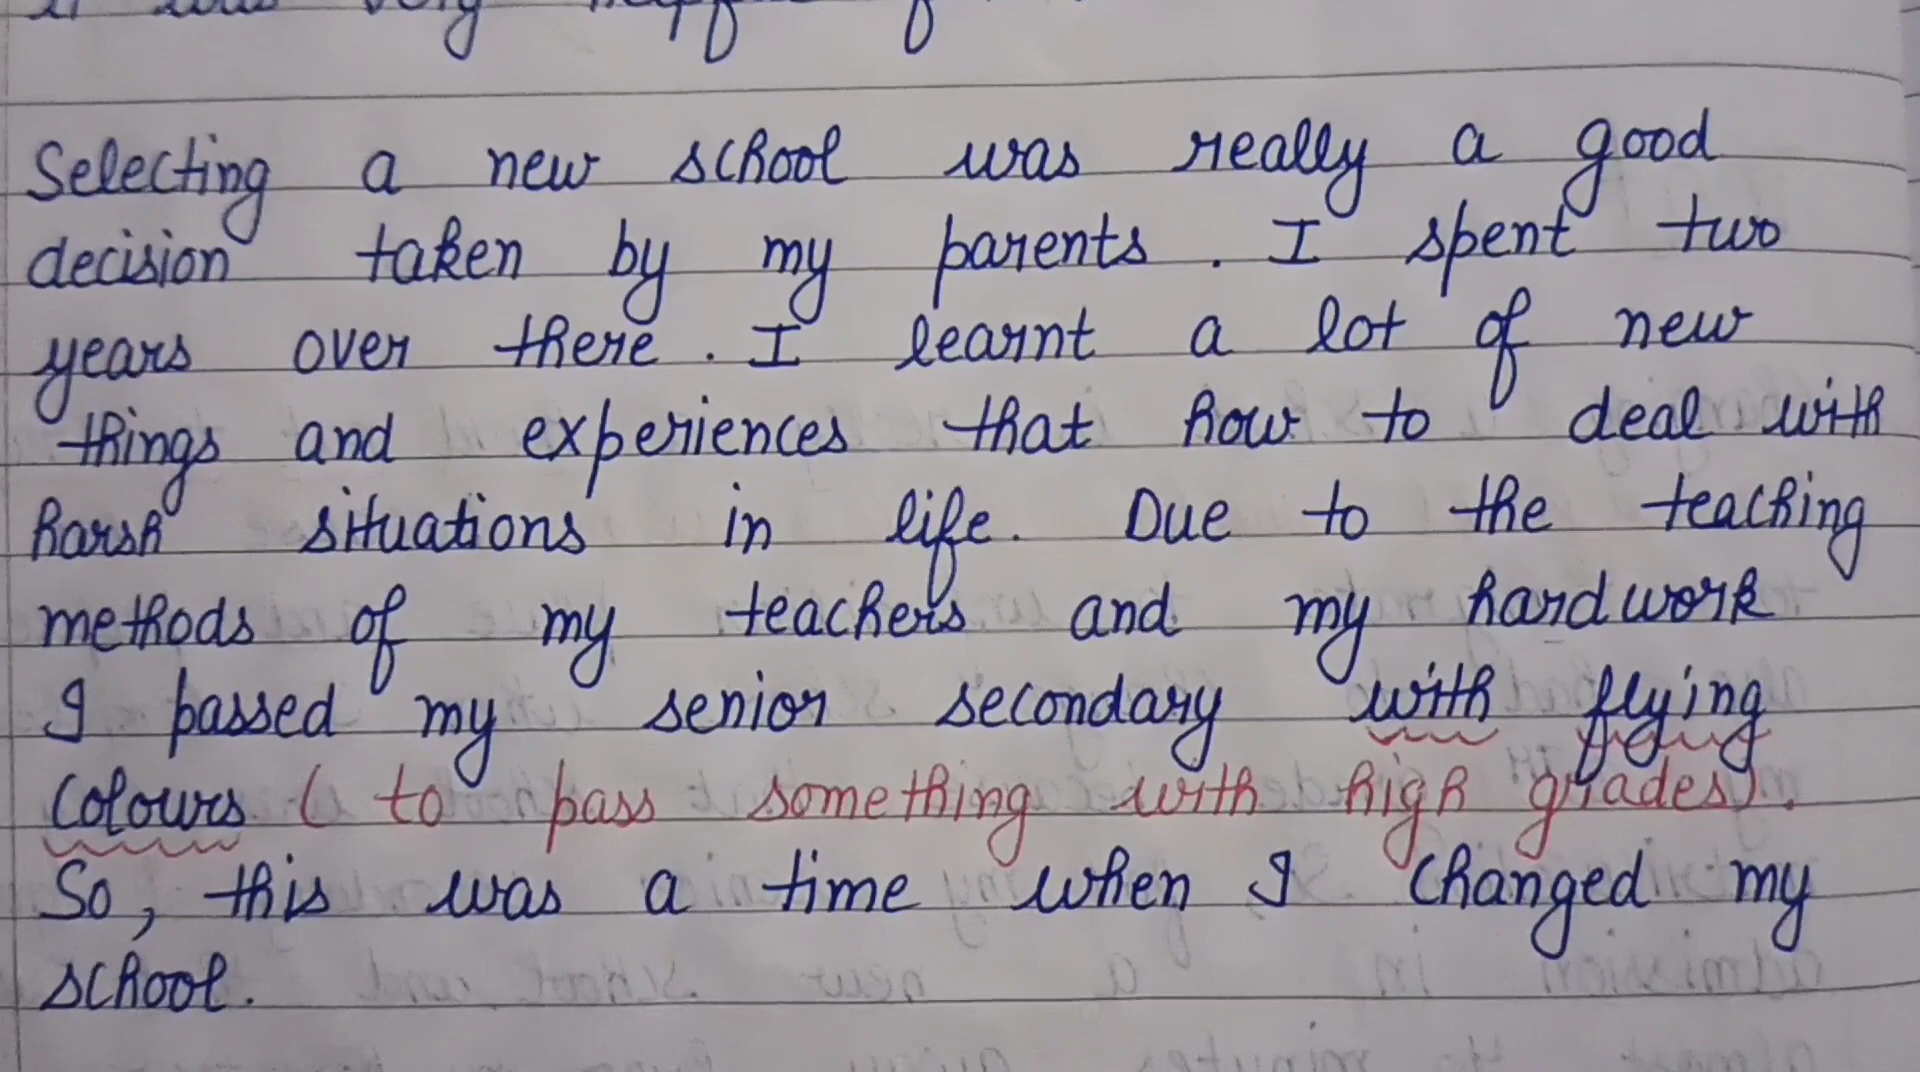 very helpful
Selecting a new school was really a good
decision taken by my parents. I spent two
years over there. I learnt a lot of new
things and experiences that how to deal with
harsh situations in life. Due to the teaching
methods of my teachers and my hardwork
I passed my senior secondary with flying
colours (to pass something with high grades).
So, this was a time when I changed my
school.